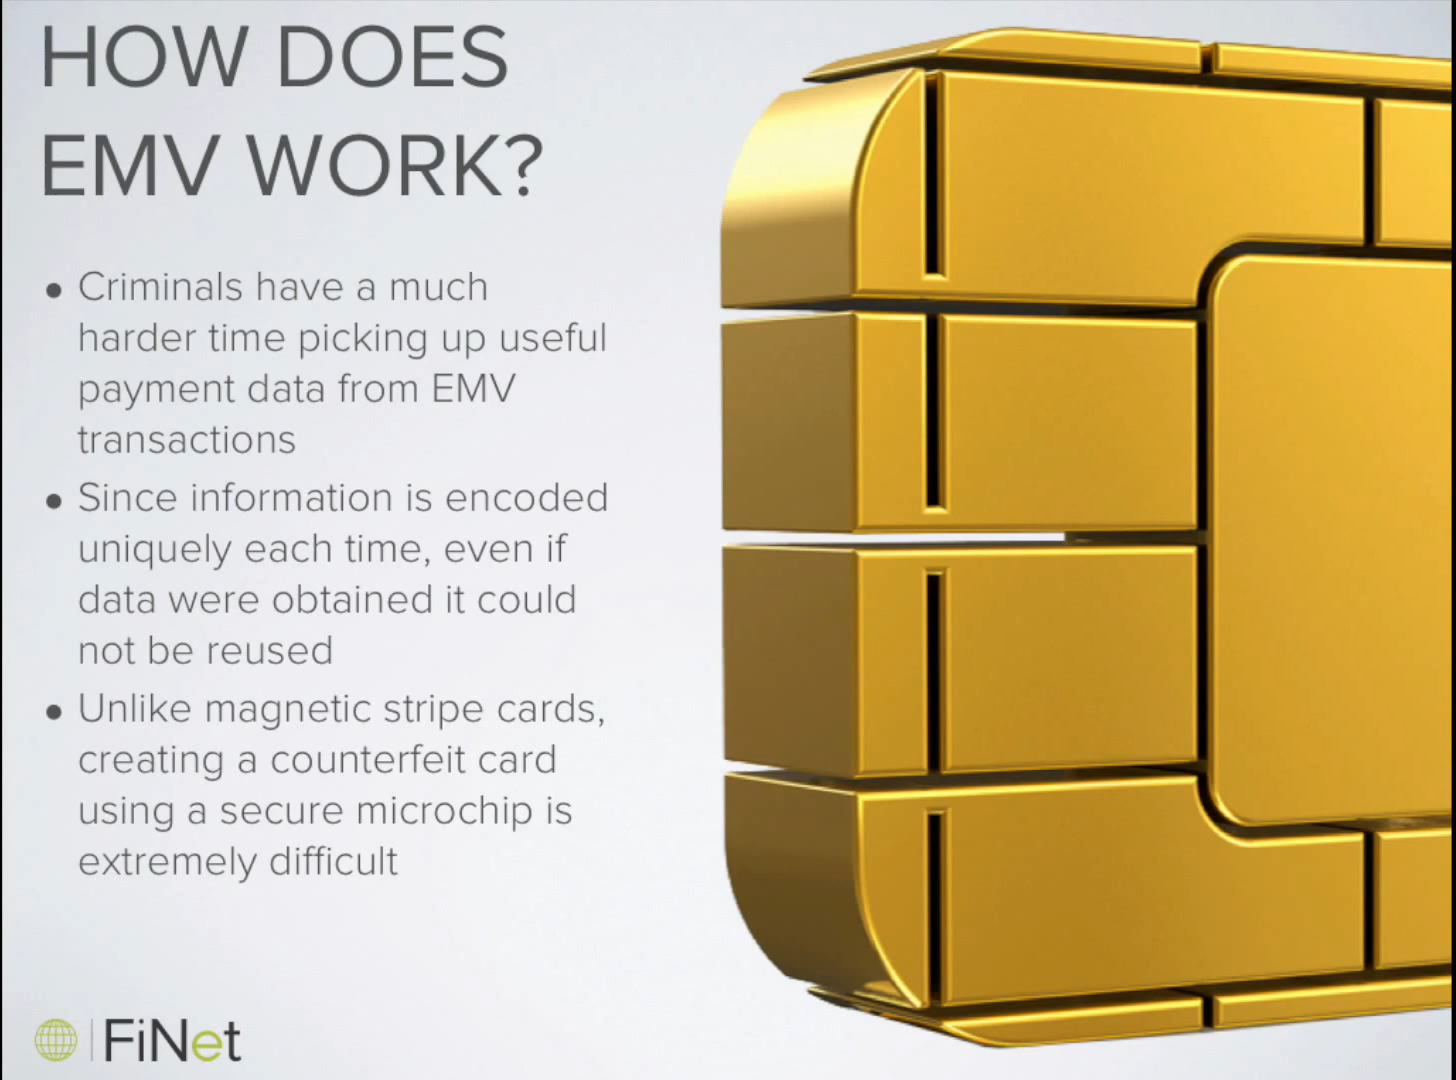 HOW DOES
EMV WORK?
• Criminals have a much
harder time picking up useful
payment data from EMV
transactions
• Since information is encoded
uniquely each time, even if
data were obtained it could
not be reused
• Unlike magnetic stripe cards,
creating a counterfeit card
using a secure microchip is
extremely difficult
FiNet